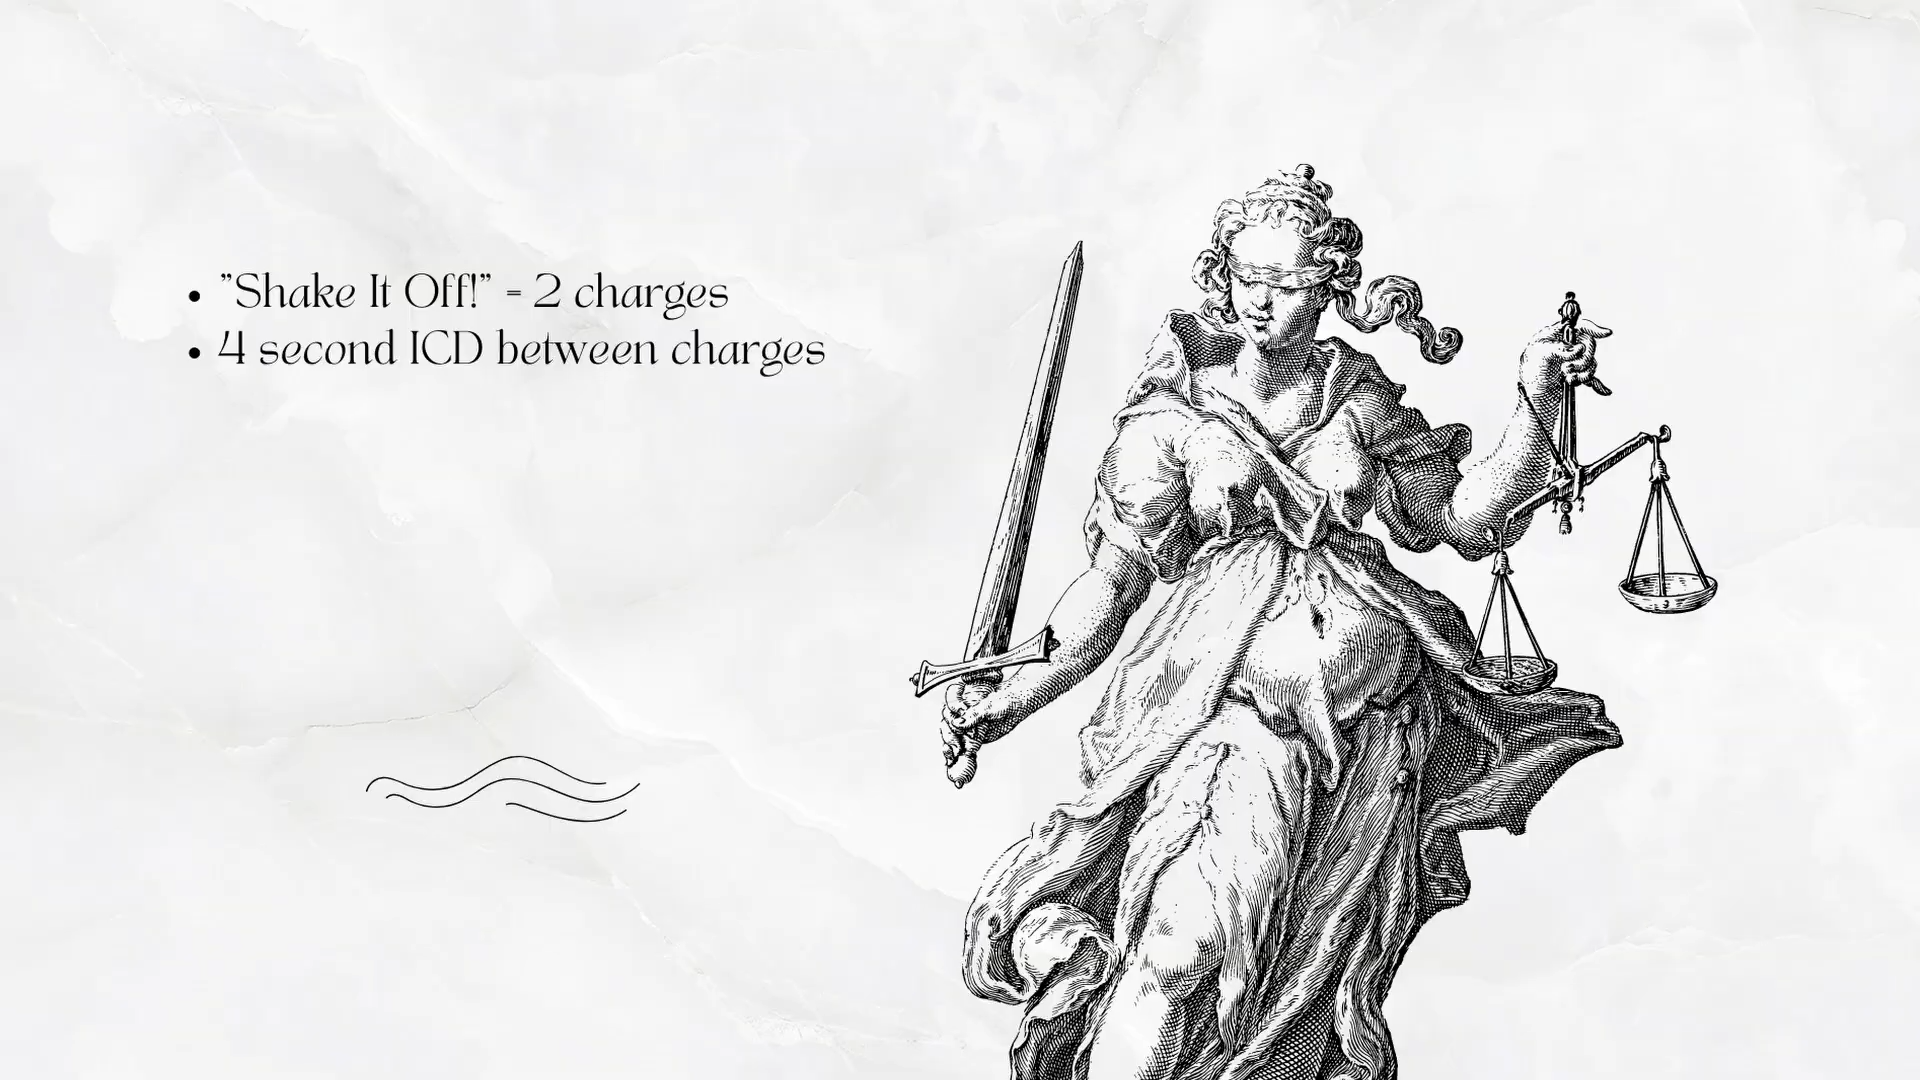 • ”Shake It Off!” = 2 charges
• 4 second ICD between charges